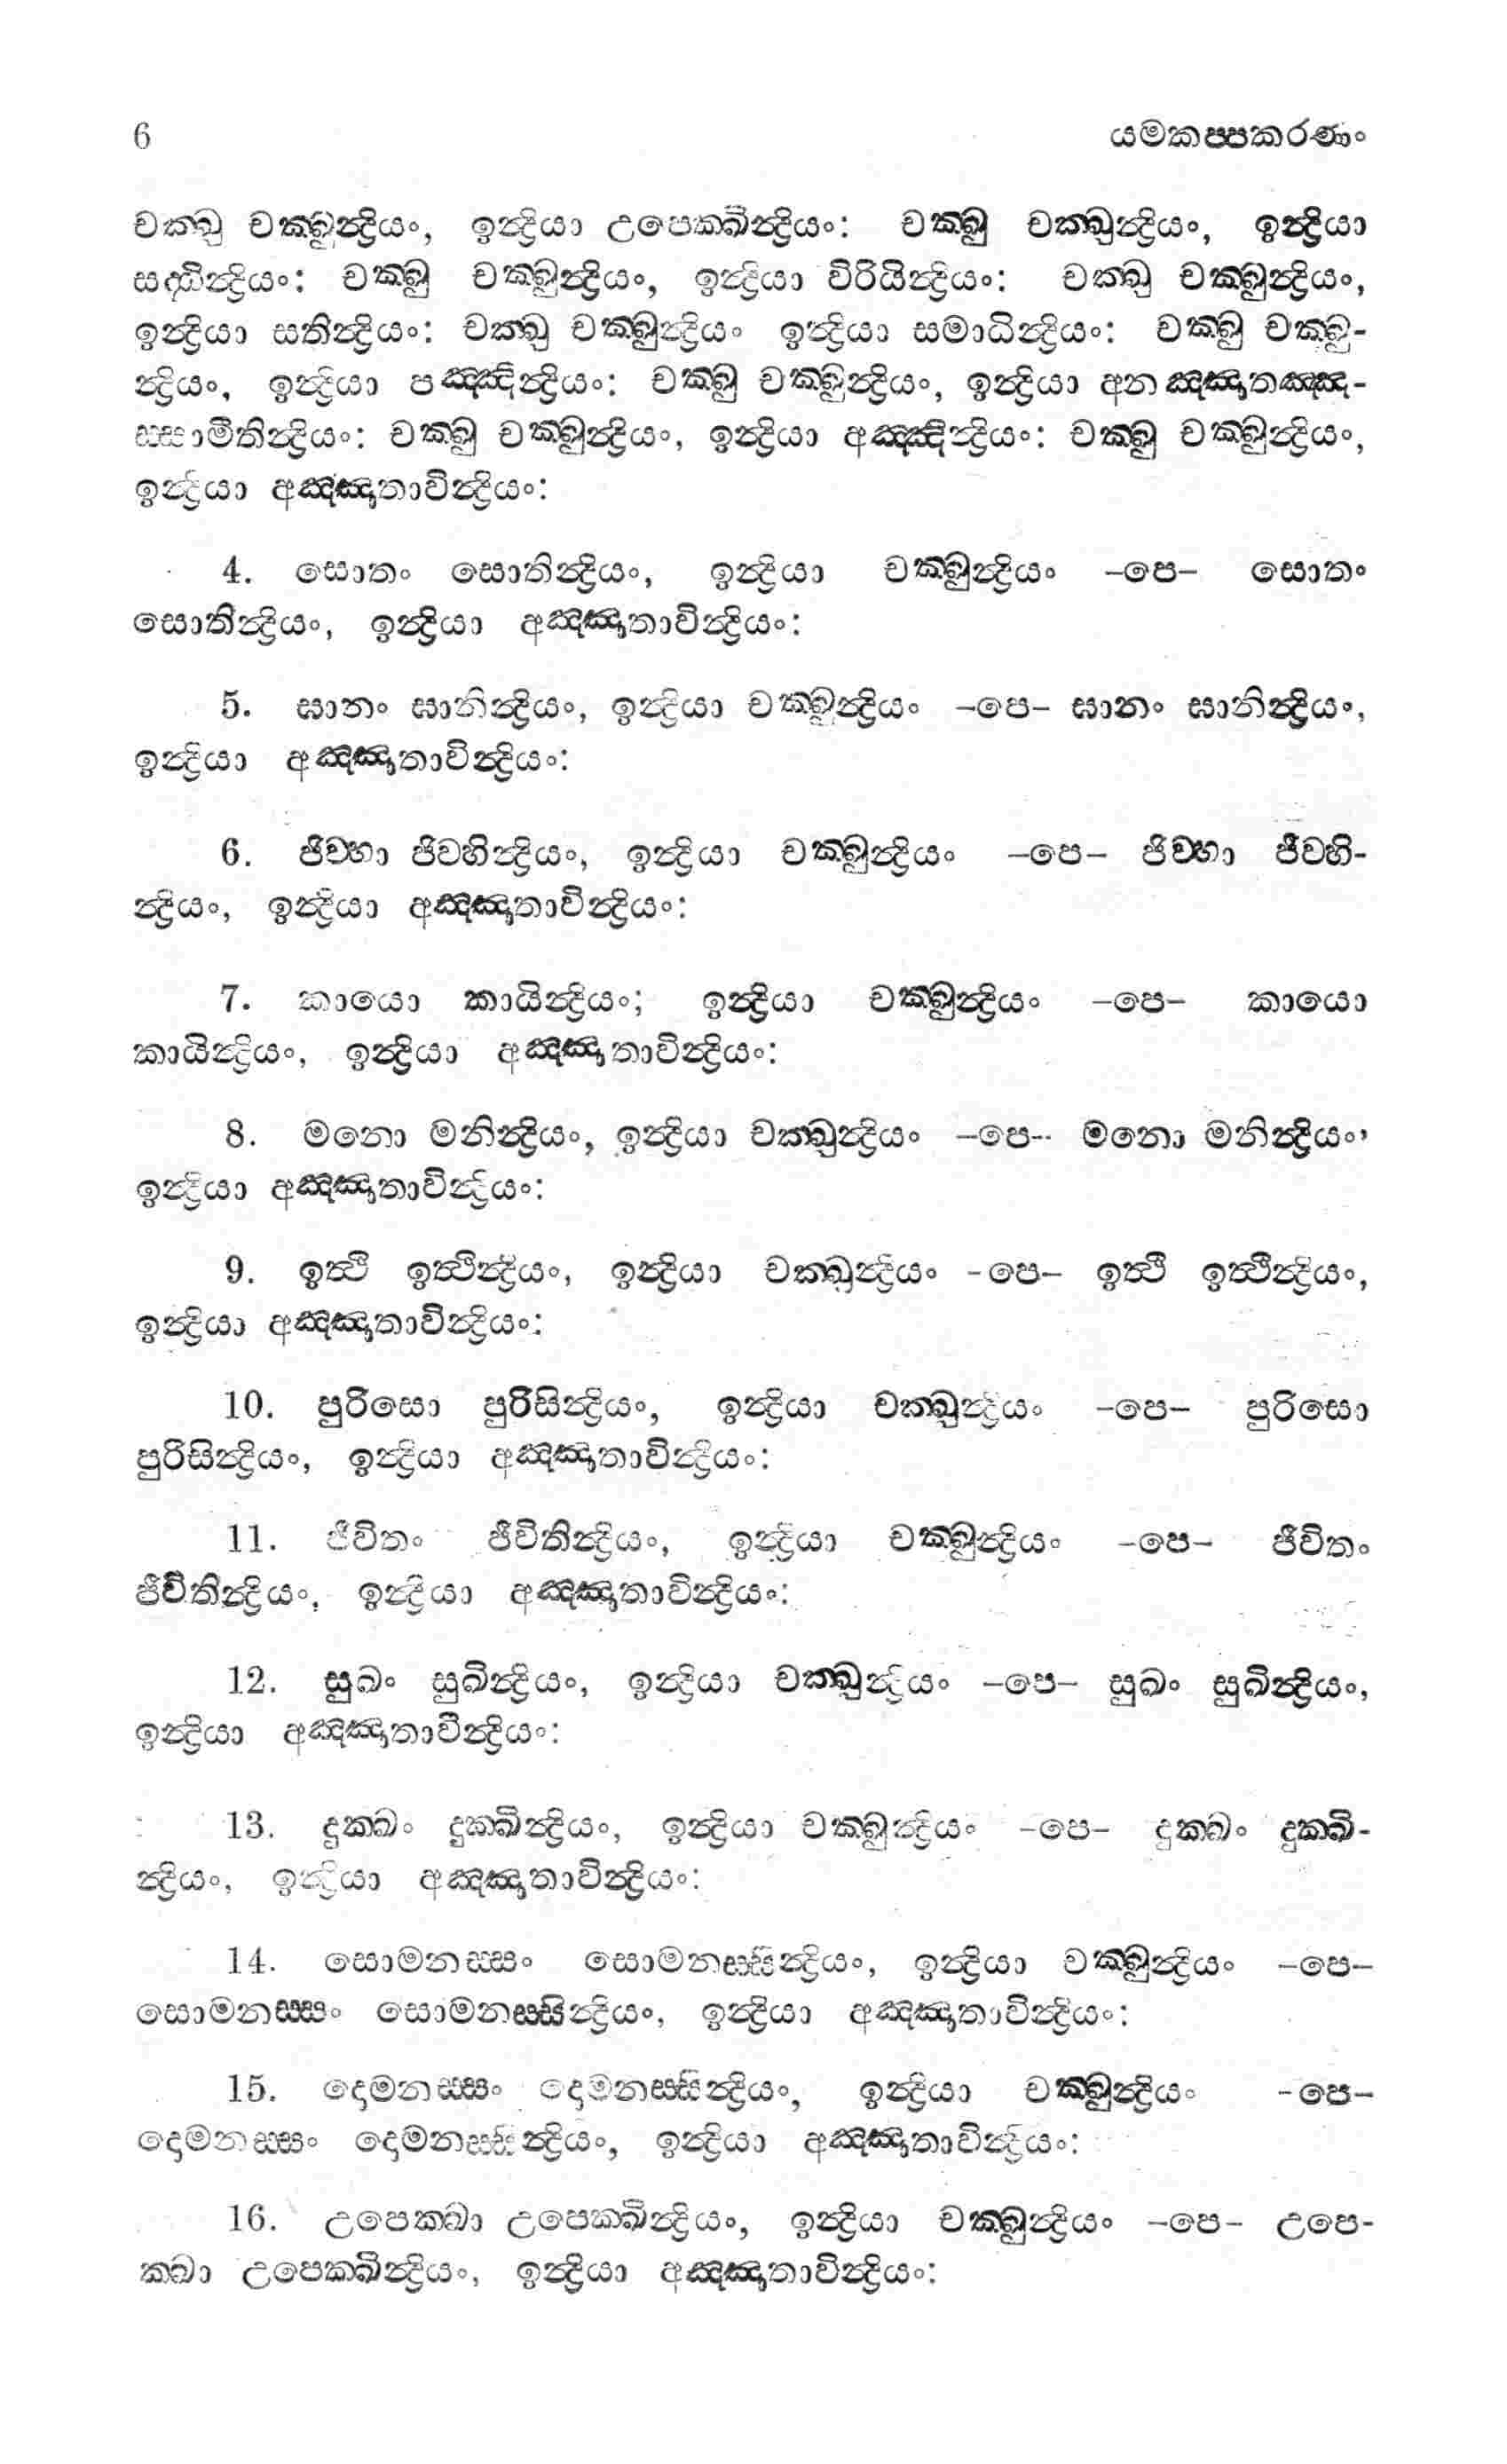 6 යමකප්පකරණං
චක්ඛු චක්ඛුන්ද්‍රියං, ඉන්ද්‍රියා උපෙක්ඛින්ද්‍රියං: චක්ඛු චක්ඛුන්ද්‍රියං, ඉන්ද්‍රියා
සද්ධින්ද්‍රියං: චක්ඛු චක්ඛුන්ද්‍රියං, ඉන්ද්‍රියා විරියින්ද්‍රියං: චක්ඛු චක්ඛුන්ද්‍රියං,
ඉන්ද්‍රියා සතින්ද්‍රියං: චක්ඛු චක්ඛුන්ද්‍රියං ඉන්ද්‍රියා සමාධින්ද්‍රියං: චක්ඛු චක්ඛු-
න්ද්‍රියං, ඉන්ද්‍රියා පඤ්ඤින්ද්‍රියං: චක්ඛු චක්ඛුන්ද්‍රියං, ඉන්ද්‍රියා අනඤ්ඤාතඤ්ඤ-
ස්සාමීතින්ද්‍රියං: චක්ඛු චක්ඛුන්ද්‍රියං, ඉන්ද්‍රියා අඤ්ඤින්ද්‍රියං: චක්ඛු චක්ඛුන්ද්‍රියං,
ඉන්ද්‍රියා අඤ්ඤාතාවින්ද්‍රියං:
4. සොතං සොතින්ද්‍රියං, ඉන්ද්‍රියා චක්ඛුන්ද්‍රියං –පෙ– සොතං
සොතින්ද්‍රියං, ඉන්ද්‍රියා අඤ්ඤාතාවින්ද්‍රියං:
5. ඝානං ඝානින්ද්‍රියං, ඉන්ද්‍රියා චක්ඛුන්ද්‍රියං –පෙ– ඝානං ඝානින්ද්‍රියං,
ඉන්ද්‍රියා අඤ්ඤාතාවින්ද්‍රියං:
6. ජිව්හා ජිව්හින්ද්‍රියං, ඉන්ද්‍රියා චක්ඛුන්ද්‍රියං –පෙ– ජිව්හා ජීව්හි-
න්ද්‍රියං, ඉන්ද්‍රියා අඤ්ඤාතාවින්ද්‍රියං:
7. කායො කායින්ද්‍රියං; ඉන්ද්‍රියා චක්ඛුන්ද්‍රියං –පෙ– කායො
කායින්ද්‍රියං, ඉන්ද්‍රියා අඤ්ඤාතාවින්ද්‍රියං:
8. මනො මනින්ද්‍රියං, ඉන්ද්‍රියා චක්ඛුන්ද්‍රියං –පෙ– මනො මනින්ද්‍රියං,
ඉන්ද්‍රියා අඤ්ඤාතාවින්ද්‍රියං:
9. ඉත්ථි ඉත්ථින්ද්‍රියං, ඉන්ද්‍රියා චක්ඛුන්ද්‍රියං -පෙ– ඉත්ථී ඉත්ථින්ද්‍රියං,
ඉන්ද්‍රියා අඤ්ඤාතාවින්ද්‍රියං:
10. පුරිසො පුරිසින්ද්‍රියං, ඉන්ද්‍රියා චක්ඛුන්ද්‍රියං –පෙ– පුරිසො
පුරිසින්ද්‍රියං, ඉන්ද්‍රියා අඤ්ඤාතාවින්ද්‍රියං:
11. ජීවිතං ජීවිතින්ද්‍රියං, ඉන්ද්‍රියා චක්ඛුන්ද්‍රියං –පෙ– ජීවිතං
ජීවිතින්ද්‍රියං, ඉන්ද්‍රියා අඤ්ඤාතාවින්ද්‍රියං:
12. සුඛං සුඛින්ද්‍රියං, ඉන්ද්‍රියා චක්ඛුන්ද්‍රියං –පෙ– සුඛං සුඛින්ද්‍රියං,
ඉන්ද්‍රියා අඤ්ඤාතාවින්ද්‍රියං:
13. දුක්ඛං දුක්ඛින්ද්‍රියං, ඉන්ද්‍රියා චක්ඛුන්ද්‍රියං –පෙ– දුක්ඛං දුක්ඛි-
න්ද්‍රියං, ඉන්ද්‍රියා අඤ්ඤාතාවින්ද්‍රියං:
14. සොමනස්සං සොමනස්සින්ද්‍රියං, ඉන්ද්‍රියා චක්ඛුන්ද්‍රියං –පෙ–
සොමනස්සං සොමනස්සින්ද්‍රියං, ඉන්ද්‍රියා අඤ්ඤාතාවින්ද්‍රියං:
15. දොමනස්සං දොමනස්සින්ද්‍රියං, ඉන්ද්‍රියා චක්ඛුන්ද්‍රියං -පෙ–
දොමනස්සං දොමනස්සින්ද්‍රියං, ඉන්ද්‍රියා අඤ්ඤාතාවින්ද්‍රියං:
16. උපෙක්ඛා උපෙක්ඛින්ද්‍රියං, ඉන්ද්‍රියා චක්ඛුන්ද්‍රියං –පෙ– උපෙ-
ක්ඛා උපෙක්ඛින්ද්‍රියං, ඉන්ද්‍රියා අඤ්ඤාතාවින්ද්‍රියං: